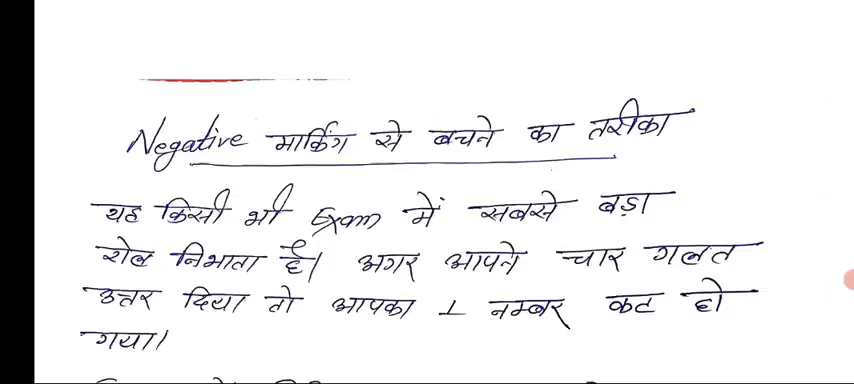 Negative मार्किंग से बचने का तरीका
यह किसी भी Exam में सबसे बड़ा
रोल निभाता है। अगर आपने चार गलत
उत्तर दिया तो आपका 1 नम्बर कट हो
गया।